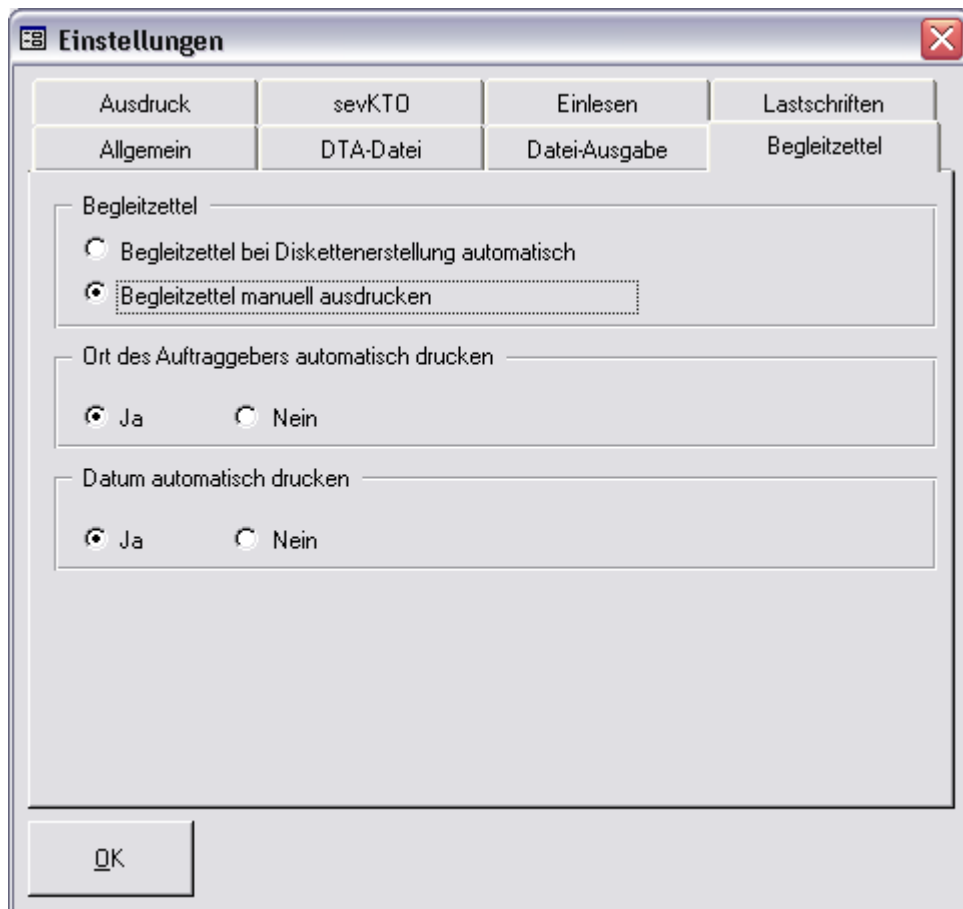 Einstellungen
Ausdruck sevKTO Einlesen Lastschriften
Allgemein DTA-Datei Datei-Ausgabe Begleitzettel
Begleitzettel
Begleitzettel bei Diskettenerstellung automatisch
Begleitzettel manuell ausdrucken
Ort des Auftraggebers automatisch drucken
Ja Nein
Datum automatisch drucken
Ja Nein
OK